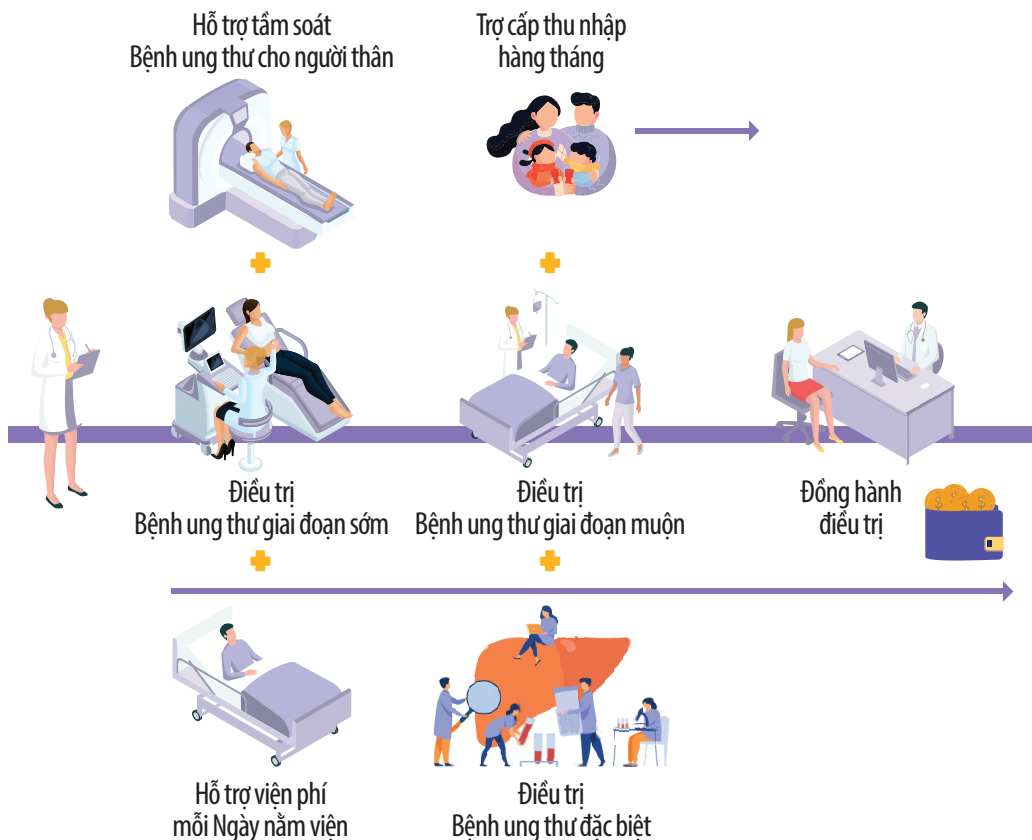 Hỗ trợ tầm soát
Bệnh ung thư cho người thân
Trợ cấp thu nhập
hàng tháng
Điều trị
Bệnh ung thư giai đoạn sớm
Điều trị
Bệnh ung thư giai đoạn muộn
Đồng hành
điều trị
Hỗ trợ viện phí
mỗi Ngày nằm viện
Điều trị
Bệnh ung thư đặc biệt